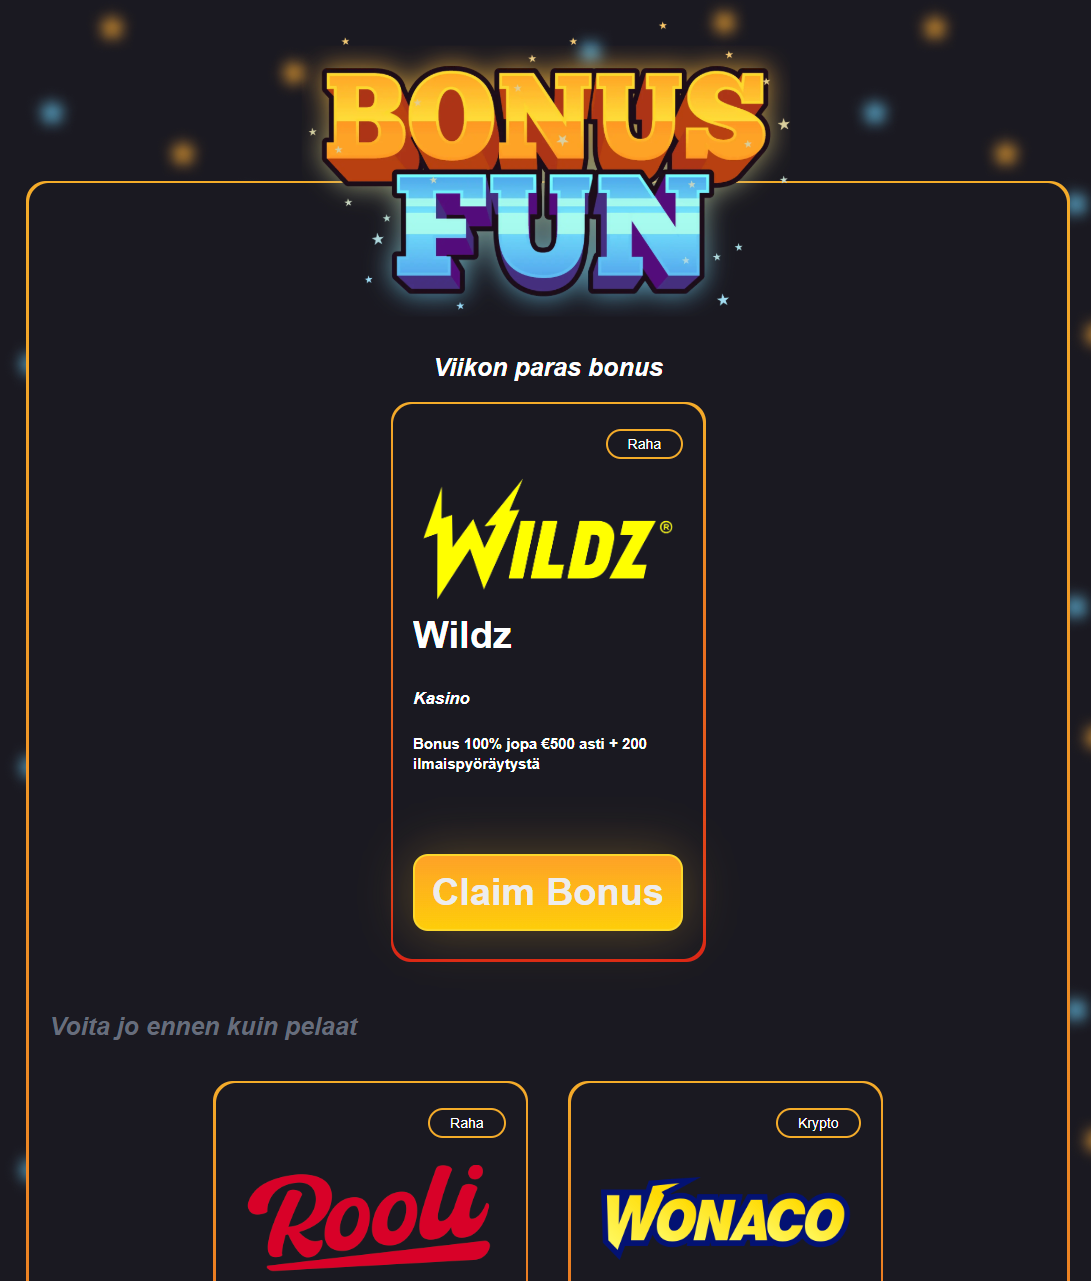 BONUS
FUN
Viikon paras bonus
Raha
WILDZ®
Wildz
Kasino
Bonus 100% jopa €500 asti + 200
ilmaispyöräytystä
Claim Bonus
Voita jo ennen kuin pelaat
Raha
Krypto
Rooli
WONACO